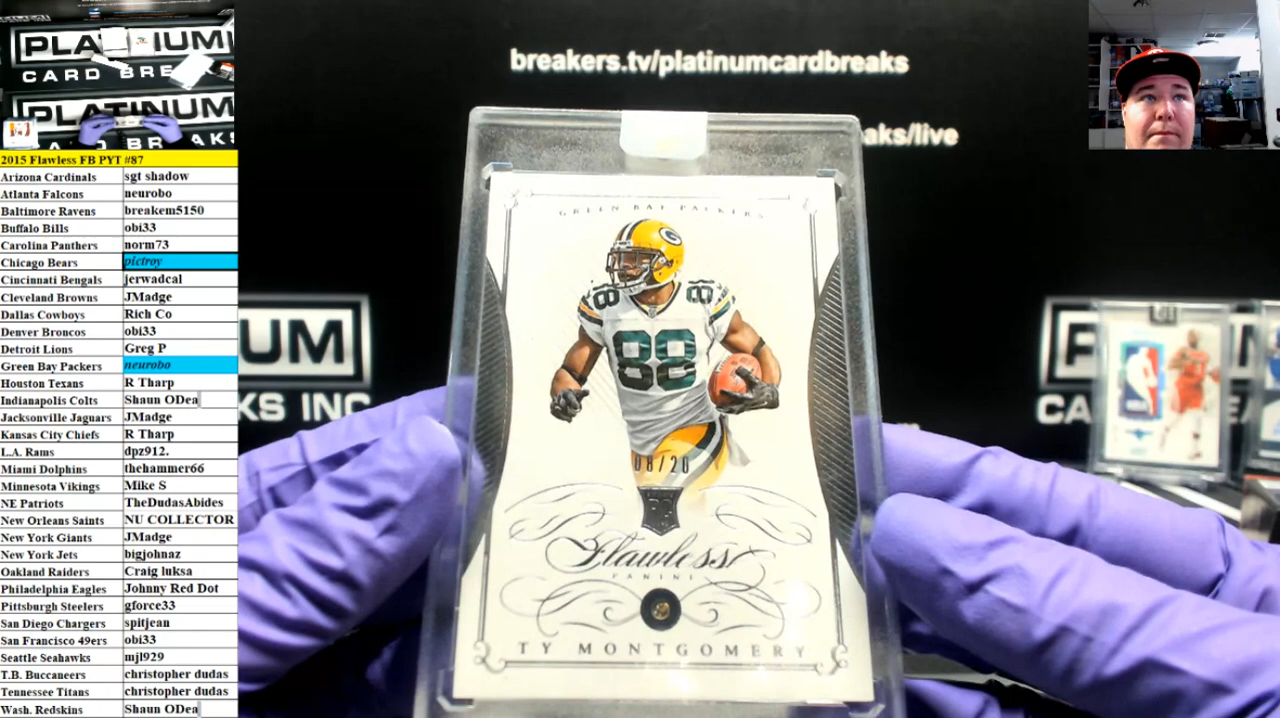 PLATINUM
CARD BREAKS
PLATINUM
CARD BREAKS
2015 Flawless FB PYT #87
Arizona Cardinals sgt shadow
Atlanta Falcons neurobo
Baltimore Ravens breakem5150
Buffalo Bills obi33
Carolina Panthers norm73
Chicago Bears pictroy
Cincinnati Bengals jerwadcal
Cleveland Browns JMadge
Dallas Cowboys Rich Co
Denver Broncos obi33
Detroit Lions Greg P
Green Bay Packers neurobo
Houston Texans R Tharp
Indianapolis Colts Shaun ODea
Jacksonville Jaguars JMadge
Kansas City Chiefs R Tharp
L.A. Rams dpz912.
Miami Dolphins thehammer66
Minnesota Vikings Mike S
NE Patriots TheDudasAbides
New Orleans Saints NU COLLECTOR
New York Giants JMadge
New York Jets bigjohnaz
Oakland Raiders Craig luksa
Philadelphia Eagles Johnny Red Dot
Pittsburgh Steelers gforce33
San Diego Chargers spitjean
San Francisco 49ers obi33
Seattle Seahawks mjl929
T.B. Buccaneers christopher dudas
Tennessee Titans christopher dudas
Wash. Redskins Shaun ODea
breakers.tv/platinumcardbreaks
aks/live
UM
KS INC
P
CA
GREEN BAY PACKERS
G
88 88
88
08/20
Flawless
PANINI
TY MONTGOMERY